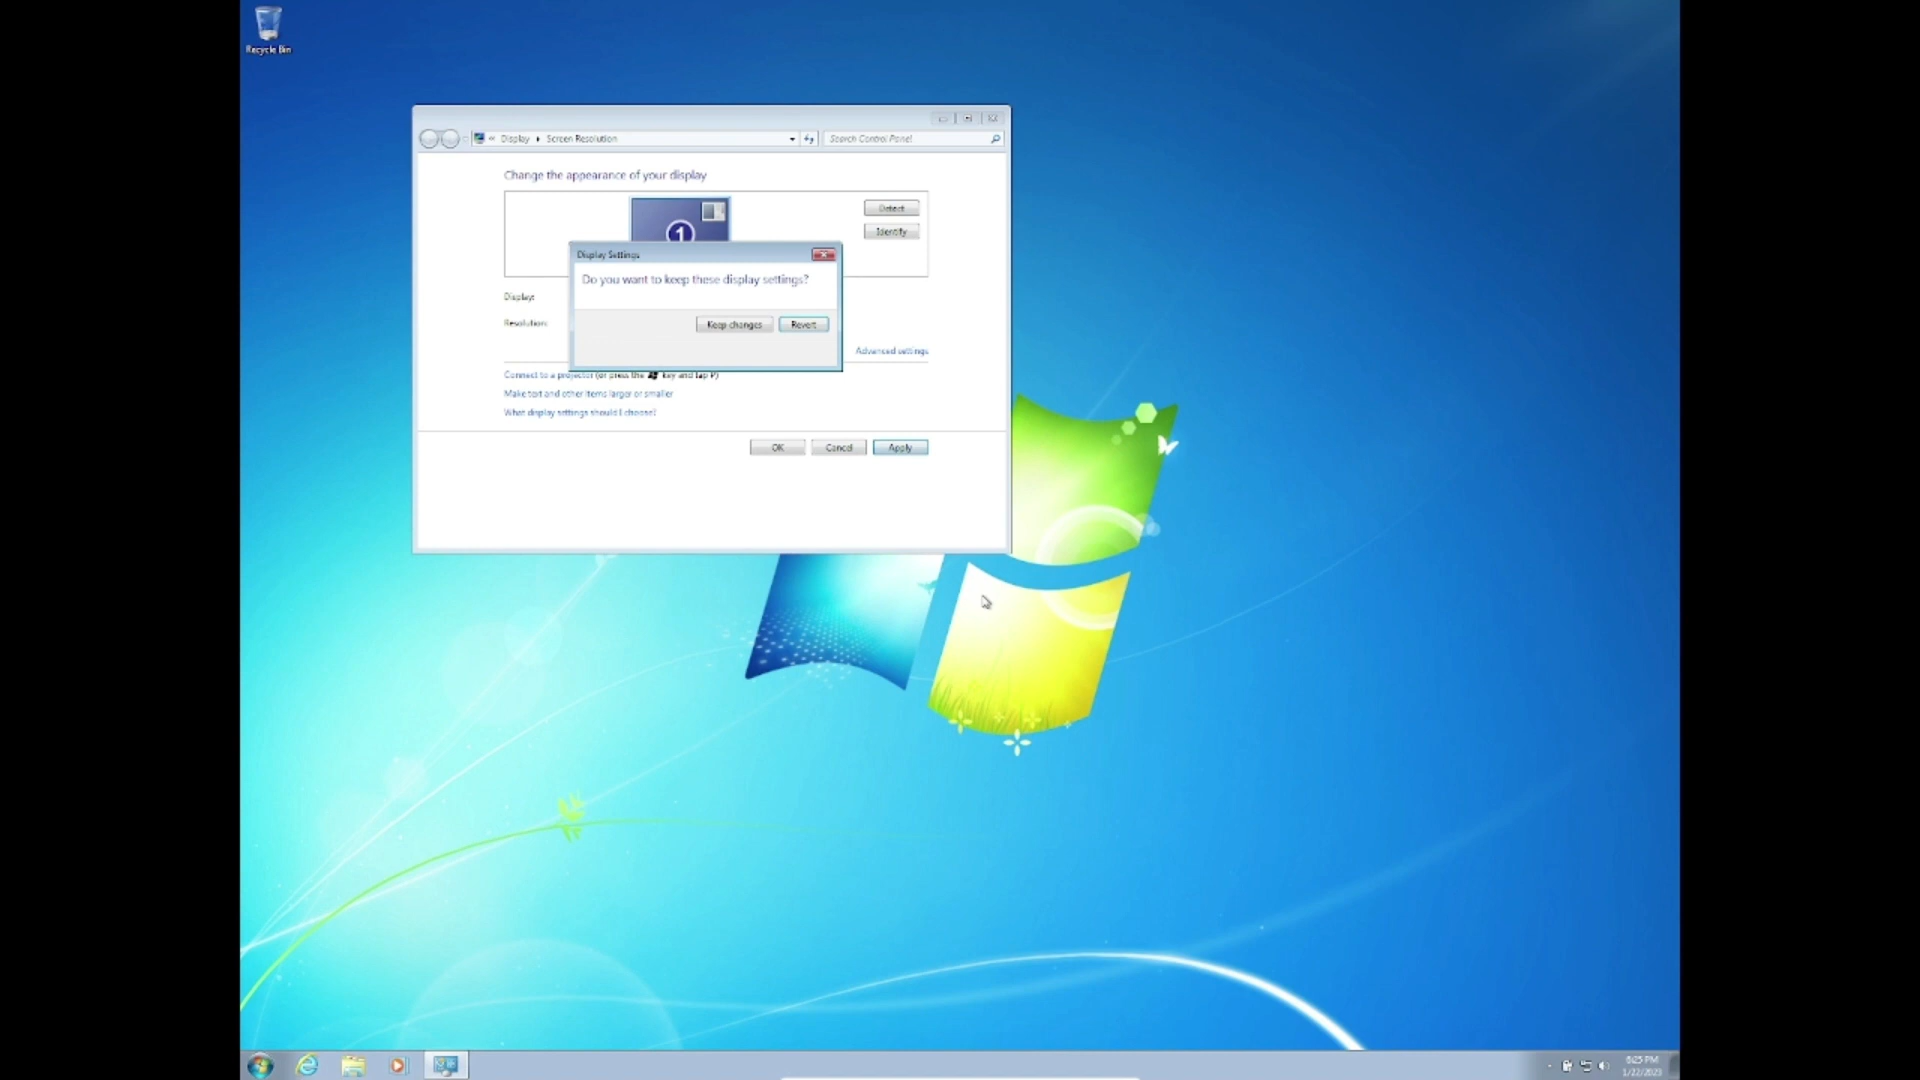 Recycle Bin
« Display ▸ Screen Resolution
Search Control Panel
Change the appearance of your display
1
Detect
Identify
Display Settings
Do you want to keep these display settings?
Keep changes
Revert
Display:
Resolution:
Advanced settings
Connect to a projector (or press the key and tap P)
Make text and other items larger or smaller
What display settings should I choose?
OK
Cancel
Apply
6:25 PM
1/22/2023